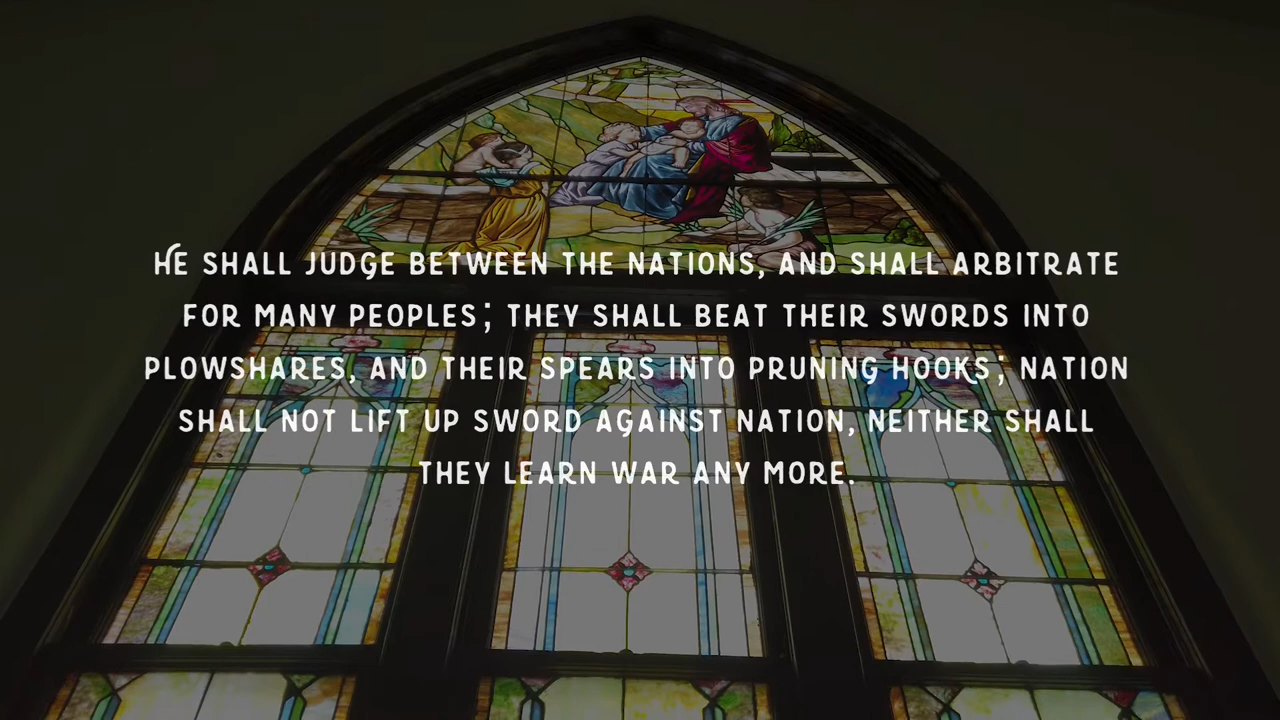 HE SHALL JUDGE BETWEEN THE NATIONS, AND SHALL ARBITRATE
FOR MANY PEOPLES; THEY SHALL BEAT THEIR SWORDS INTO
PLOWSHARES, AND THEIR SPEARS INTO PRUNING HOOKS; NATION
SHALL NOT LIFT UP SWORD AGAINST NATION, NEITHER SHALL
THEY LEARN WAR ANY MORE.